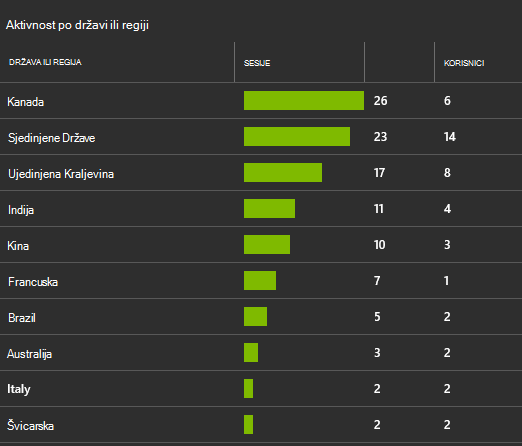 Aktivnost po državi ili regiji
DRŽAVA ILI REGIJA SESIJE KORISNICI
Kanada 26 6
Sjedinjene Države 23 14
Ujedinjena Kraljevina 17 8
Indija 11 4
Kina 10 3
Francuska 7 1
Brazil 5 2
Australija 3 2
Italy 2 2
Švicarska 2 2